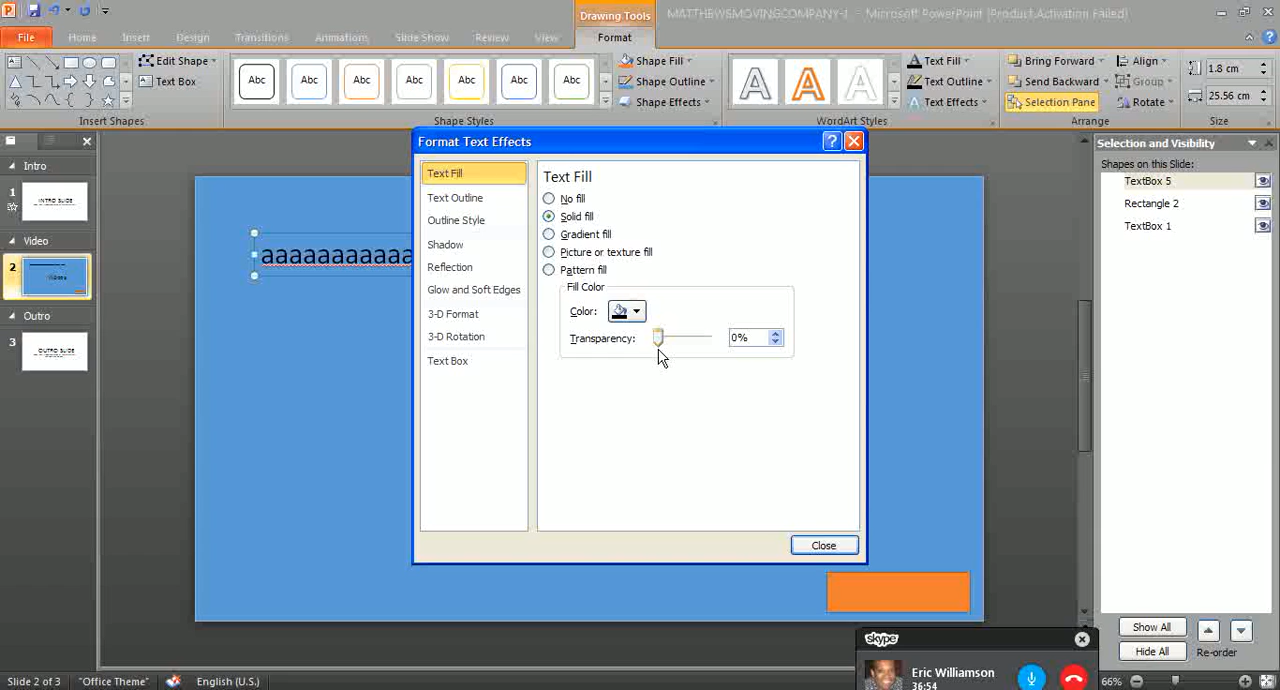 Drawing Tools
MATTHEWSMOVINGCOMPANY-1 - Microsoft PowerPoint (Product Activation Failed)
File Home Insert Design Transitions Animations Slide Show Review View Format
Edit Shape
Text Box
Insert Shapes
Abc Abc Abc Abc Abc Abc Abc
Shape Fill
Shape Outline
Shape Effects
Shape Styles
A A A
Text Fill
Text Outline
Text Effects
WordArt Styles
Bring Forward
Send Backward
Selection Pane
Align
Group
Rotate
Arrange
1.8 cm
25.56 cm
Size
Intro
1
INTRO SLIDE
Video
2
Outro
3
OUTRO SLIDE
aaaaaaaaaaa
Format Text Effects
Text Fill
Text Outline
Outline Style
Shadow
Reflection
Glow and Soft Edges
3-D Format
3-D Rotation
Text Box
Text Fill
No fill
Solid fill
Gradient fill
Picture or texture fill
Pattern fill
Fill Color
Color:
Transparency: 0%
Close
Selection and Visibility
Shapes on this Slide:
TextBox 5
Rectangle 2
TextBox 1
Show All
Hide All
Re-order
skype
Eric Williamson
36:54
Slide 2 of 3 "Office Theme" English (U.S.) 66%